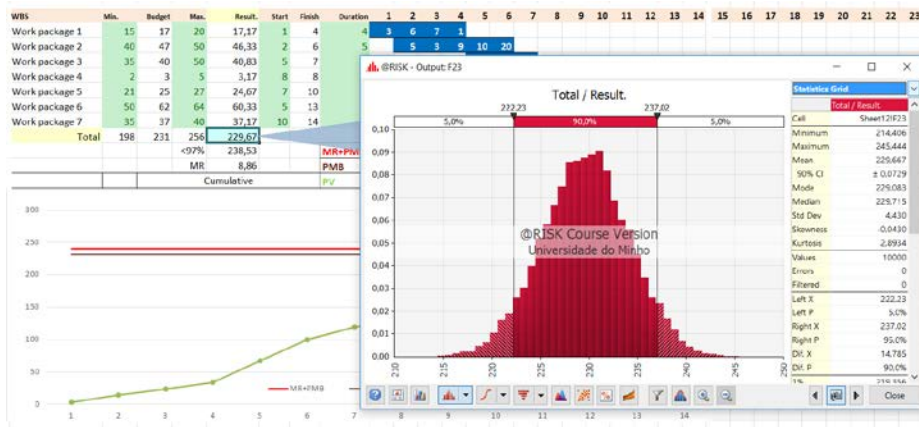 WBS Min. Budget Max. Result. Start Finish Duration 1 2 3 4 5 6 7 8 9 10 11 12 13 14 15 16 17 18 19 20 21 22 23
Work package 1 15 17 20 17,17 1 4 4 3 6 7 1
Work package 2 40 47 50 46,33 2 6 5 5 3 9 10 20
Work package 3 35 40 50 40,83 5 7
Work package 4 2 3 5 3,17 8 8
Work package 5 21 25 27 24,67 7 10
Work package 6 50 62 64 60,33 5 13
Work package 7 35 37 40 37,17 10 14
Total 198 231 256 229,67
<97% 238,53 MR+PM
MR 8,86 PMB
Cumulative PV
300
250
200
150
100
50
0
1 2 3 4 5 6 7 8 9 10 11 12 13 14
MR+PMB
@RISK - Output: F23
Total / Result.
222,23 237,02
5,0% 90,0% 5,0%
0,10
0,09
0,08
0,07
0,06
0,05
0,04
0,03
0,02
0,01
0,00
210 215 220 225 230 235 240 245 250
@RISK Course Version
Universidade do Minho
Statistics Grid
Total / Result.
Cell Sheet12!F23
Minimum 214,406
Maximum 245,444
Mean 229,667
90% CI ± 0,0729
Mode 229,083
Median 229,715
Std Dev 4,430
Skewness -0,0430
Kurtosis 2,8934
Values 10000
Errors 0
Filtered 0
Left X 222,23
Left P 5,0%
Right X 237,02
Right P 95,0%
Dif. X 14,785
Dif. P 90,0%
1% 219,356
Close